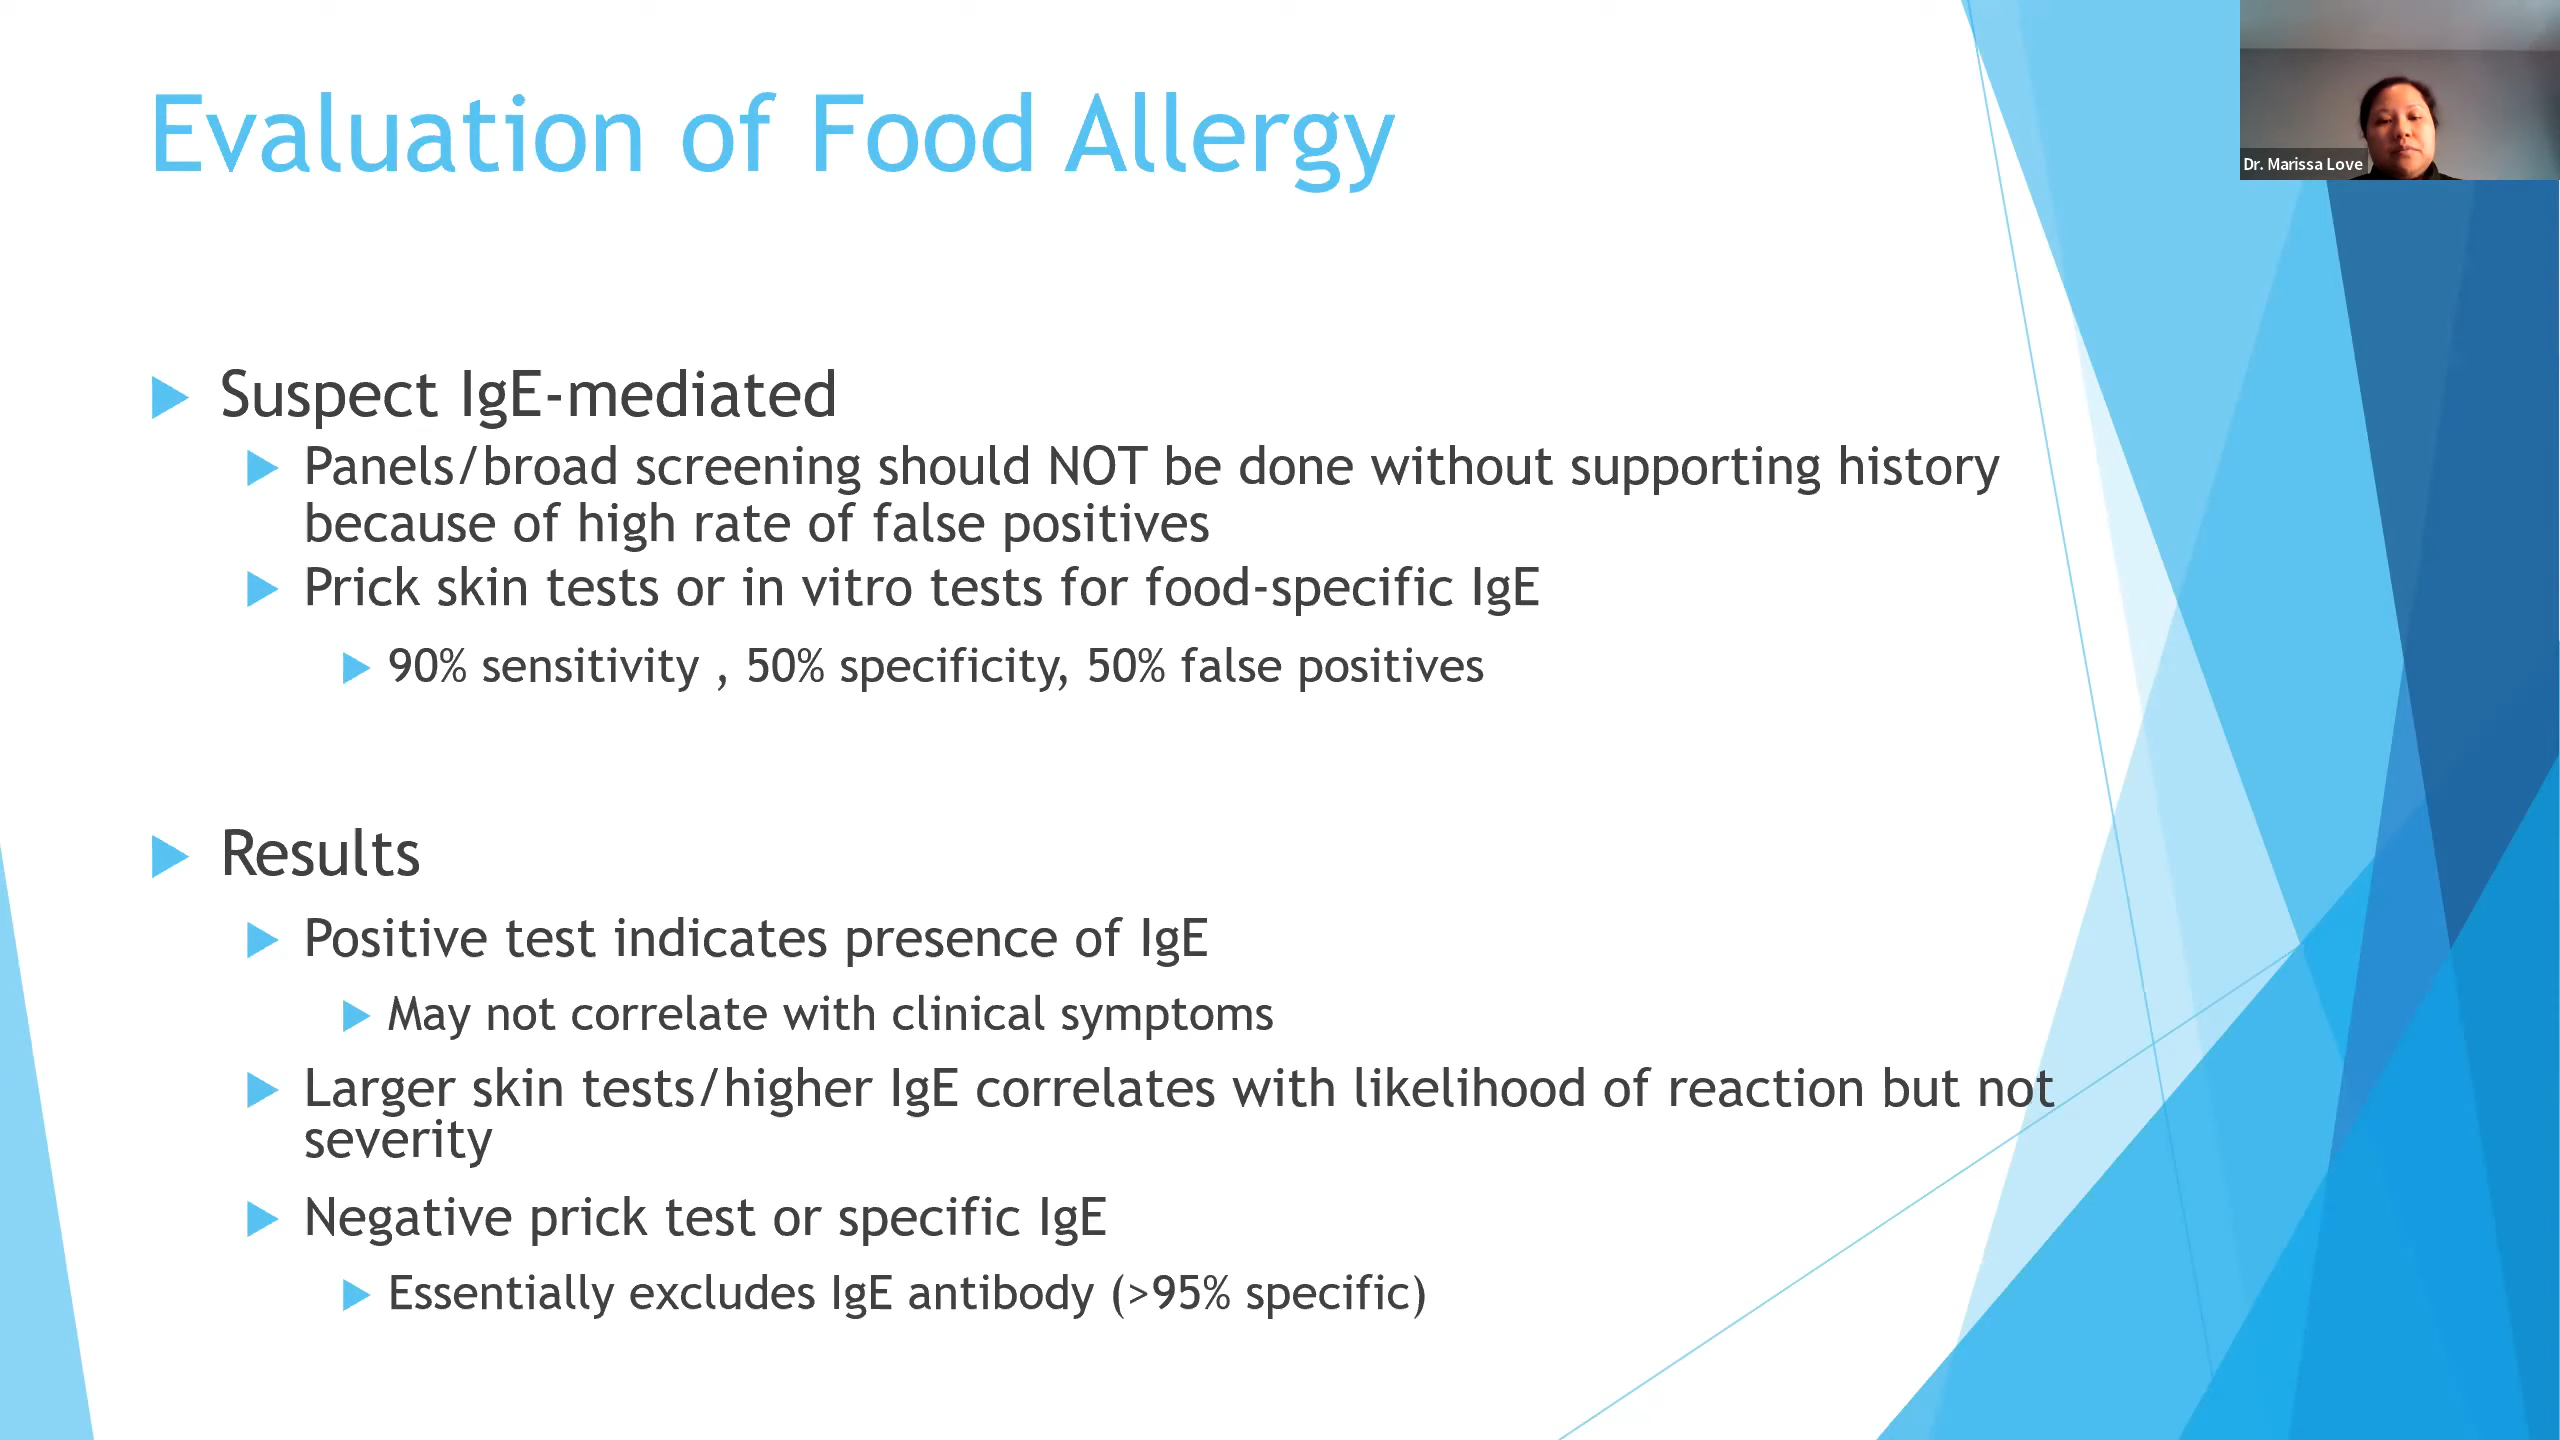 Evaluation of Food Allergy
Dr. Marissa Love
Suspect IgE-mediated
Panels/broad screening should NOT be done without supporting history
because of high rate of false positives
Prick skin tests or in vitro tests for food-specific IgE
90% sensitivity , 50% specificity, 50% false positives
Results
Positive test indicates presence of IgE
May not correlate with clinical symptoms
Larger skin tests/higher IgE correlates with likelihood of reaction but not
severity
Negative prick test or specific IgE
Essentially excludes IgE antibody (>95% specific)